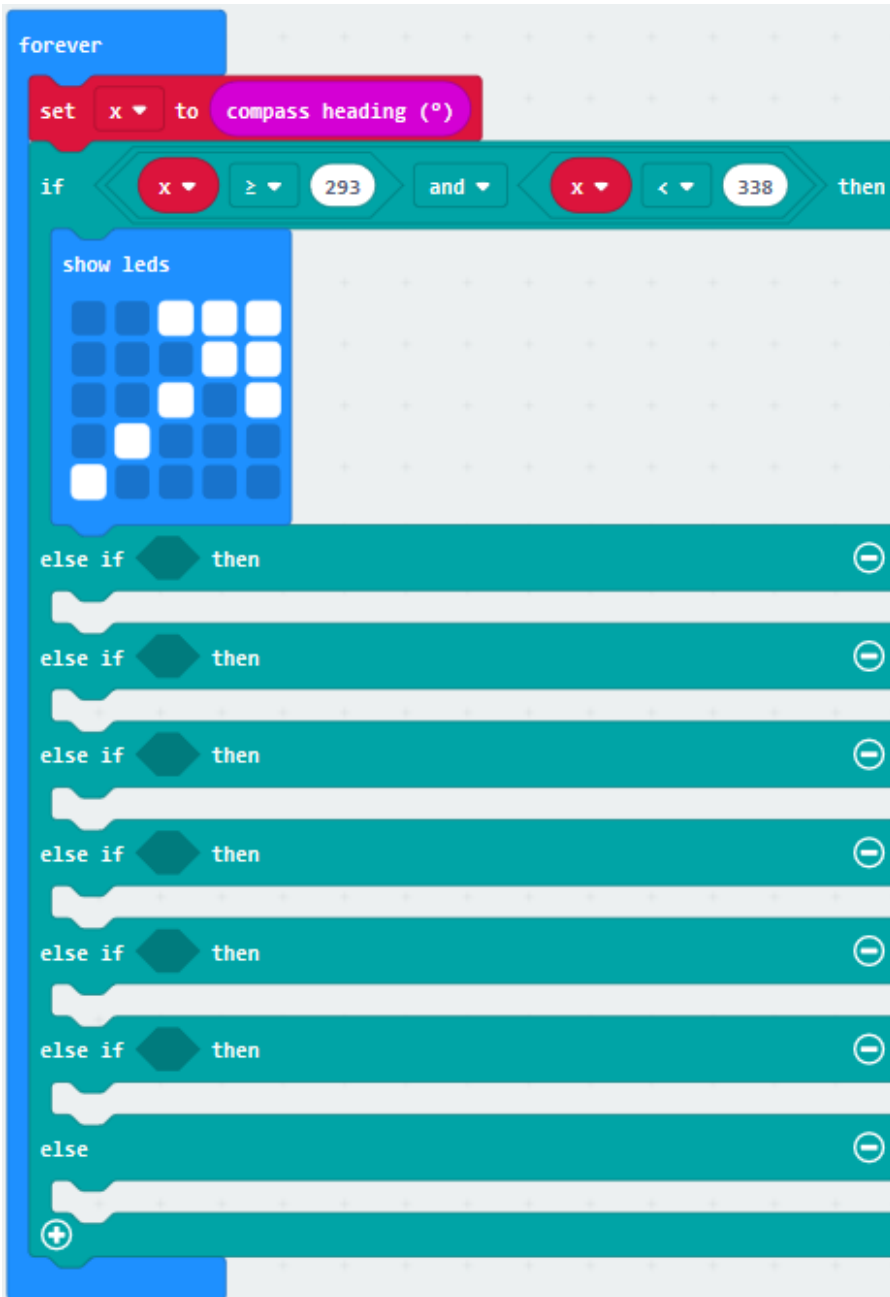 forever
set x to compass heading (°)
if x ≥ 293 and x < 338 then
show leds
else if then
else if then
else if then
else if then
else if then
else if then
else